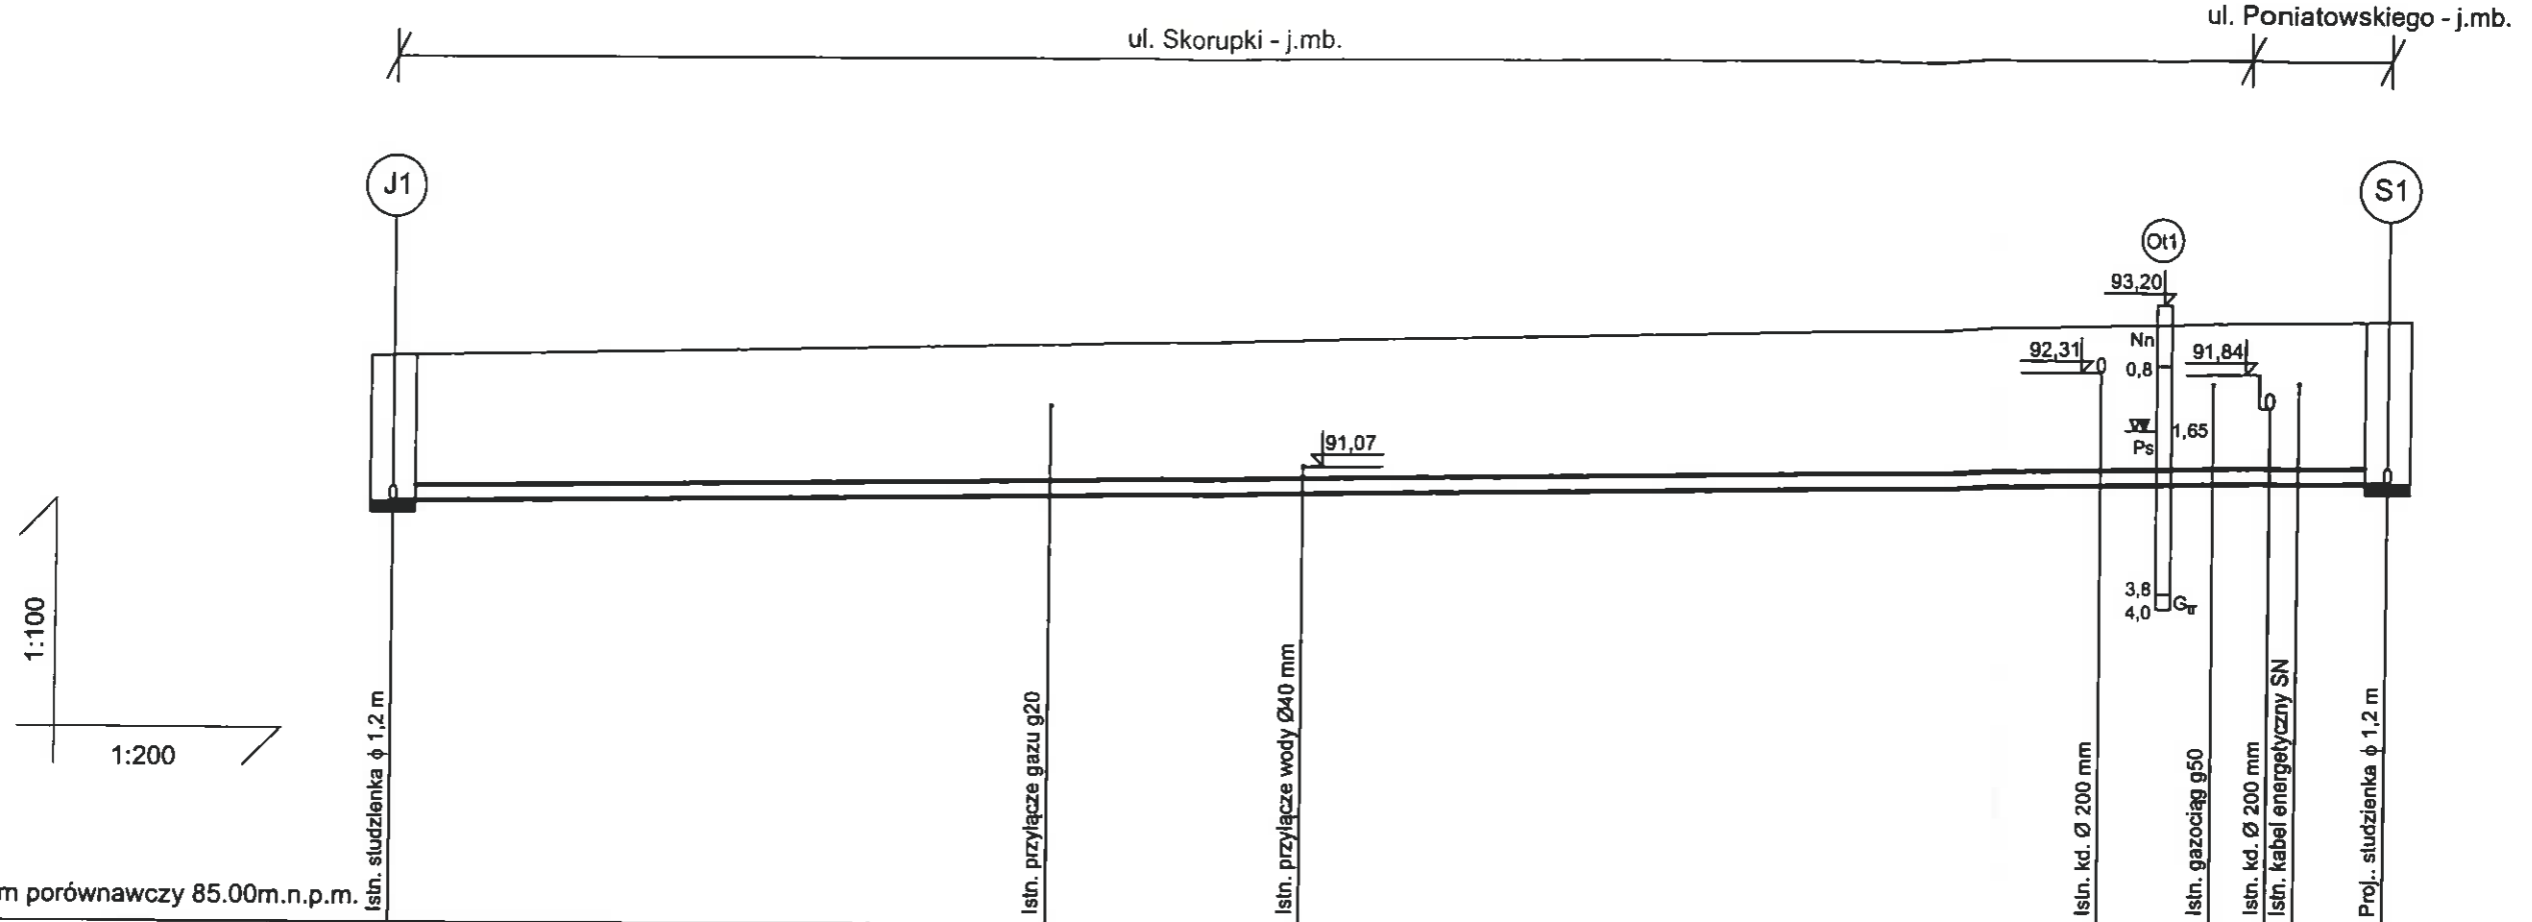 ul. Poniatowskiego - j.mb.
ul. Skorupki - j.mb.
J1
S1
Ot1
93,20
Nn
92,31
0,8
91,84
1,65
Ps
91,07
3,8
4,0
1:100
1:200
Istn. studzienka ϕ 1,2 m
Istn. przyłącze gazu g20
Istn. przyłącze wody Ø40 mm
Istn. kd. Ø 200 mm
Istn. gazociąg g50
Istn. kd. Ø 200 mm
Istn. kabel energetyczny SN
Proj.. studzienka ϕ 1,2 m
m porównawczy 85.00m.n.p.m.